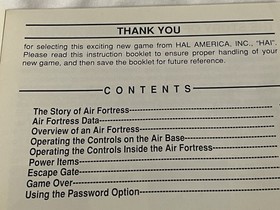 THANK YOU
for selecting this exciting new game from HAL AMERICA, INC., "HAI".
Please read this instruction booklet to ensure proper handling of your
new game, and then save the booklet for future reference.
CONTENTS
The Story of Air Fortress
Air Fortress Data
Overview of an Air Fortress
Operating the Controls on the Air Base
Operating the Controls Inside the Air Fortress
Power Items
Escape Gate
Game Over
Using the Password Option